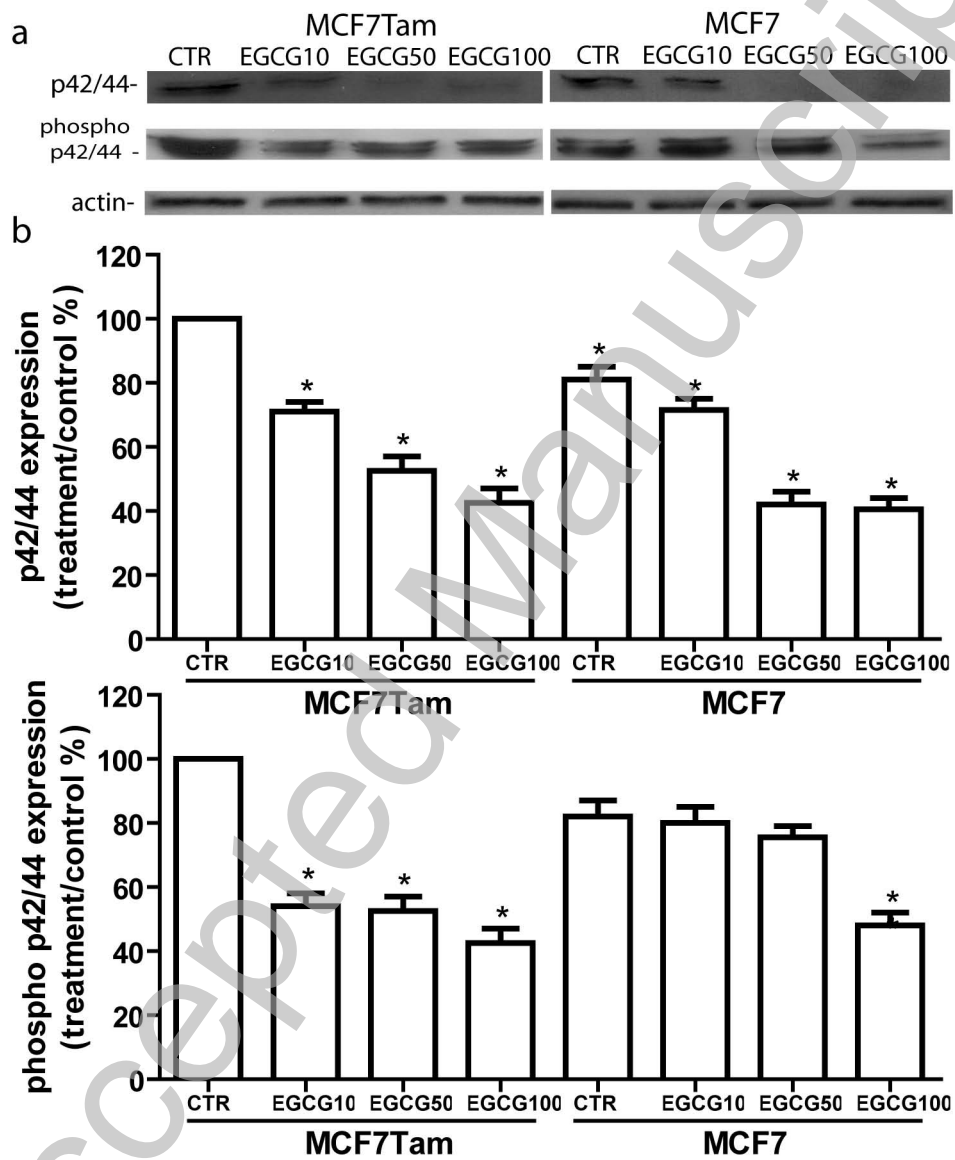 a
MCF7Tam MCF7
CTR EGCG10 EGCG50 EGCG100 CTR EGCG10 EGCG50 EGCG100
p42/44-
phospho
p42/44 -
actin-
b
p42/44 expression
(treatment/control %)
120
100
80
60
40
20
0
* * * * * * *
CTR EGCG10 EGCG50 EGCG100 CTR EGCG10 EGCG50 EGCG100
MCF7Tam MCF7
phospho p42/44 expression
(treatment/control %)
120
100
80
60
40
20
0
* * * *
CTR EGCG10 EGCG50 EGCG100 CTR EGCG10 EGCG50 EGCG100
MCF7Tam MCF7
cepted Manuscrip